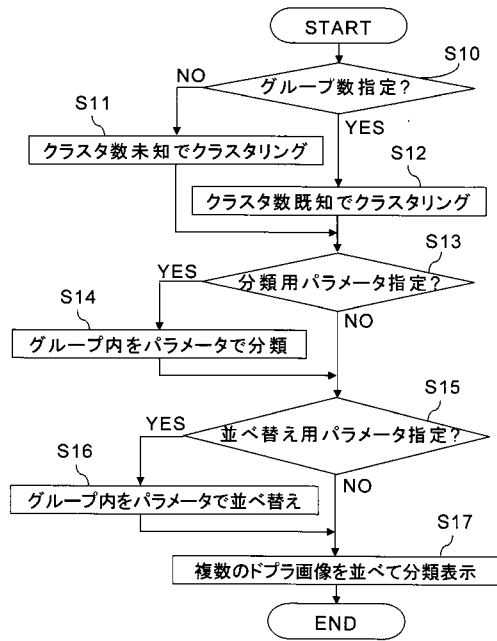 START
S10
グループ数指定?
NO
YES
S11
クラスタ数未知でクラスタリング
S12
クラスタ数既知でクラスタリング
S13
分類用パラメータ指定?
YES
NO
S14
グループ内をパラメータで分類
S15
並べ替え用パラメータ指定?
YES
NO
S16
グループ内をパラメータで並べ替え
S17
複数のドプラ画像を並べて分類表示
END